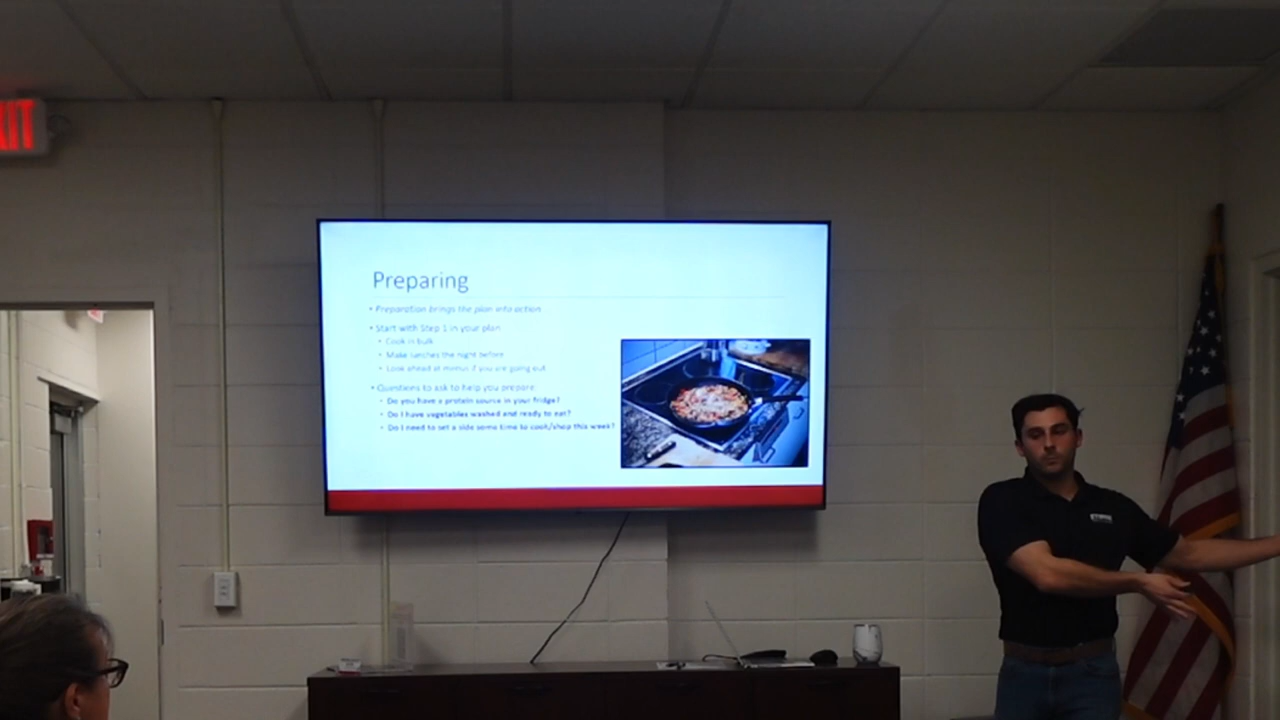 XIT
Preparing
• Preparation brings the plan into action
• Start with Step 1 in your plan
• Cook in bulk
• Make lunches the night before
• Look ahead at menus if you are going out
• Questions to ask to help you prepare:
• Do you have a protein source in your fridge?
• Do I have vegetables washed and ready to eat?
• Do I need to set a side some time to cook/shop this week?